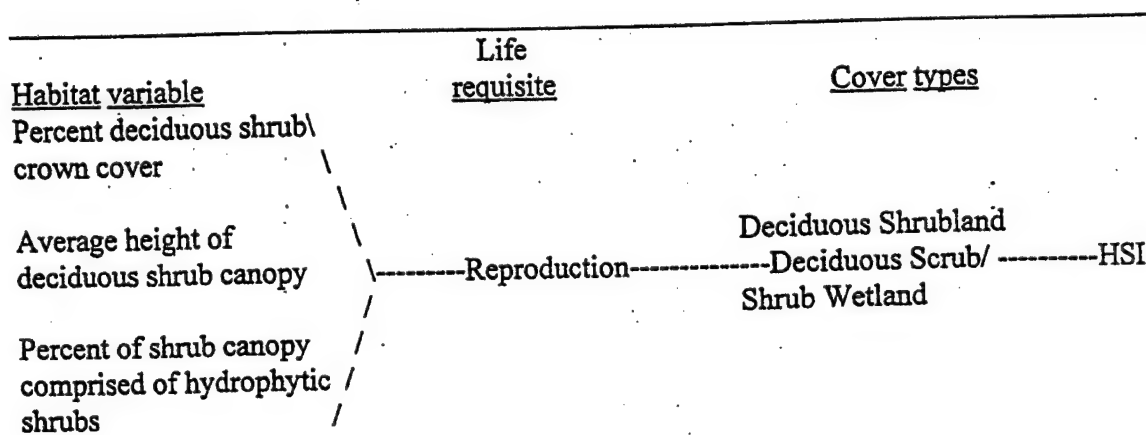 Life
Habitat variable requisite Cover types
Percent deciduous shrub\
crown cover
Average height of
deciduous shrub canopy
\---------Reproduction--------------
Deciduous Shrubland
-Deciduous Scrub/ ----------HSI
Shrub Wetland
Percent of shrub canopy
comprised of hydrophytic
shrubs